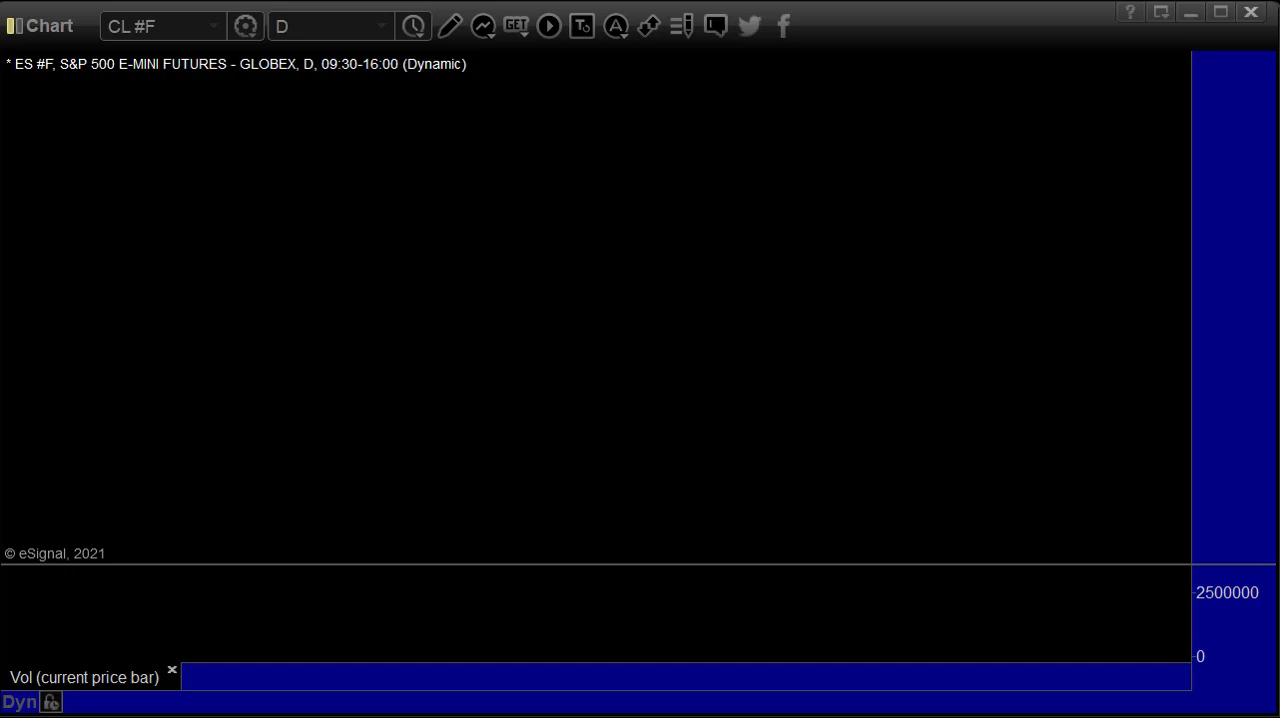 Chart CL #F D GET T A ?
* ES #F, S&P 500 E-MINI FUTURES - GLOBEX, D, 09:30-16:00 (Dynamic)
© eSignal, 2021
2500000
0
Vol (current price bar)
Dyn